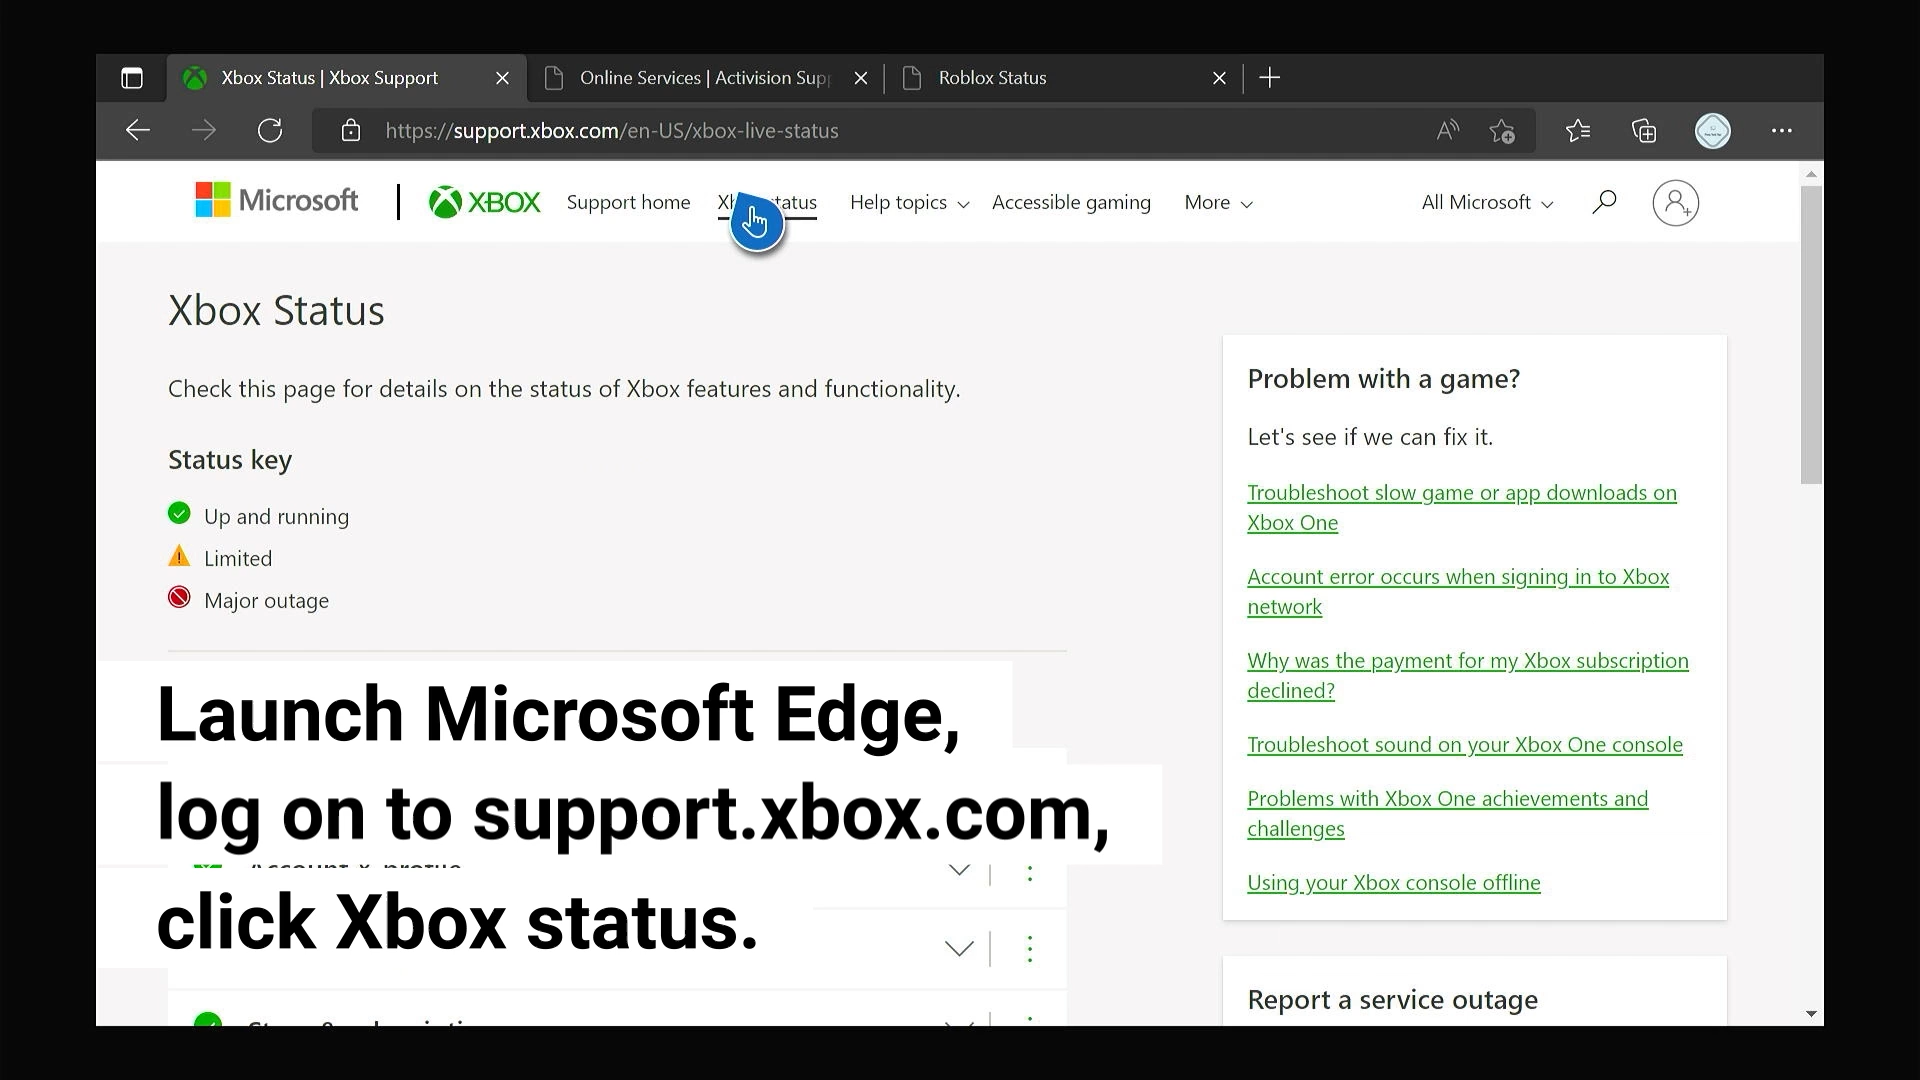 Xbox Status | Xbox Support
Online Services | Activision Sup
Roblox Status
https://support.xbox.com/en-US/xbox-live-status
Microsoft
XBOX
Support home
Help topics
Accessible gaming
More
All Microsoft
Xbox Status
Check this page for details on the status of Xbox features and functionality.
Status key
Up and running
Limited
Major outage
Launch Microsoft Edge,
log on to support.xbox.com,
click Xbox status.
Problem with a game?
Let's see if we can fix it.
Troubleshoot slow game or app downloads on
Xbox One
Account error occurs when signing in to Xbox
network
Why was the payment for my Xbox subscription
declined?
Troubleshoot sound on your Xbox One console
Problems with Xbox One achievements and
challenges
Using your Xbox console offline
Report a service outage